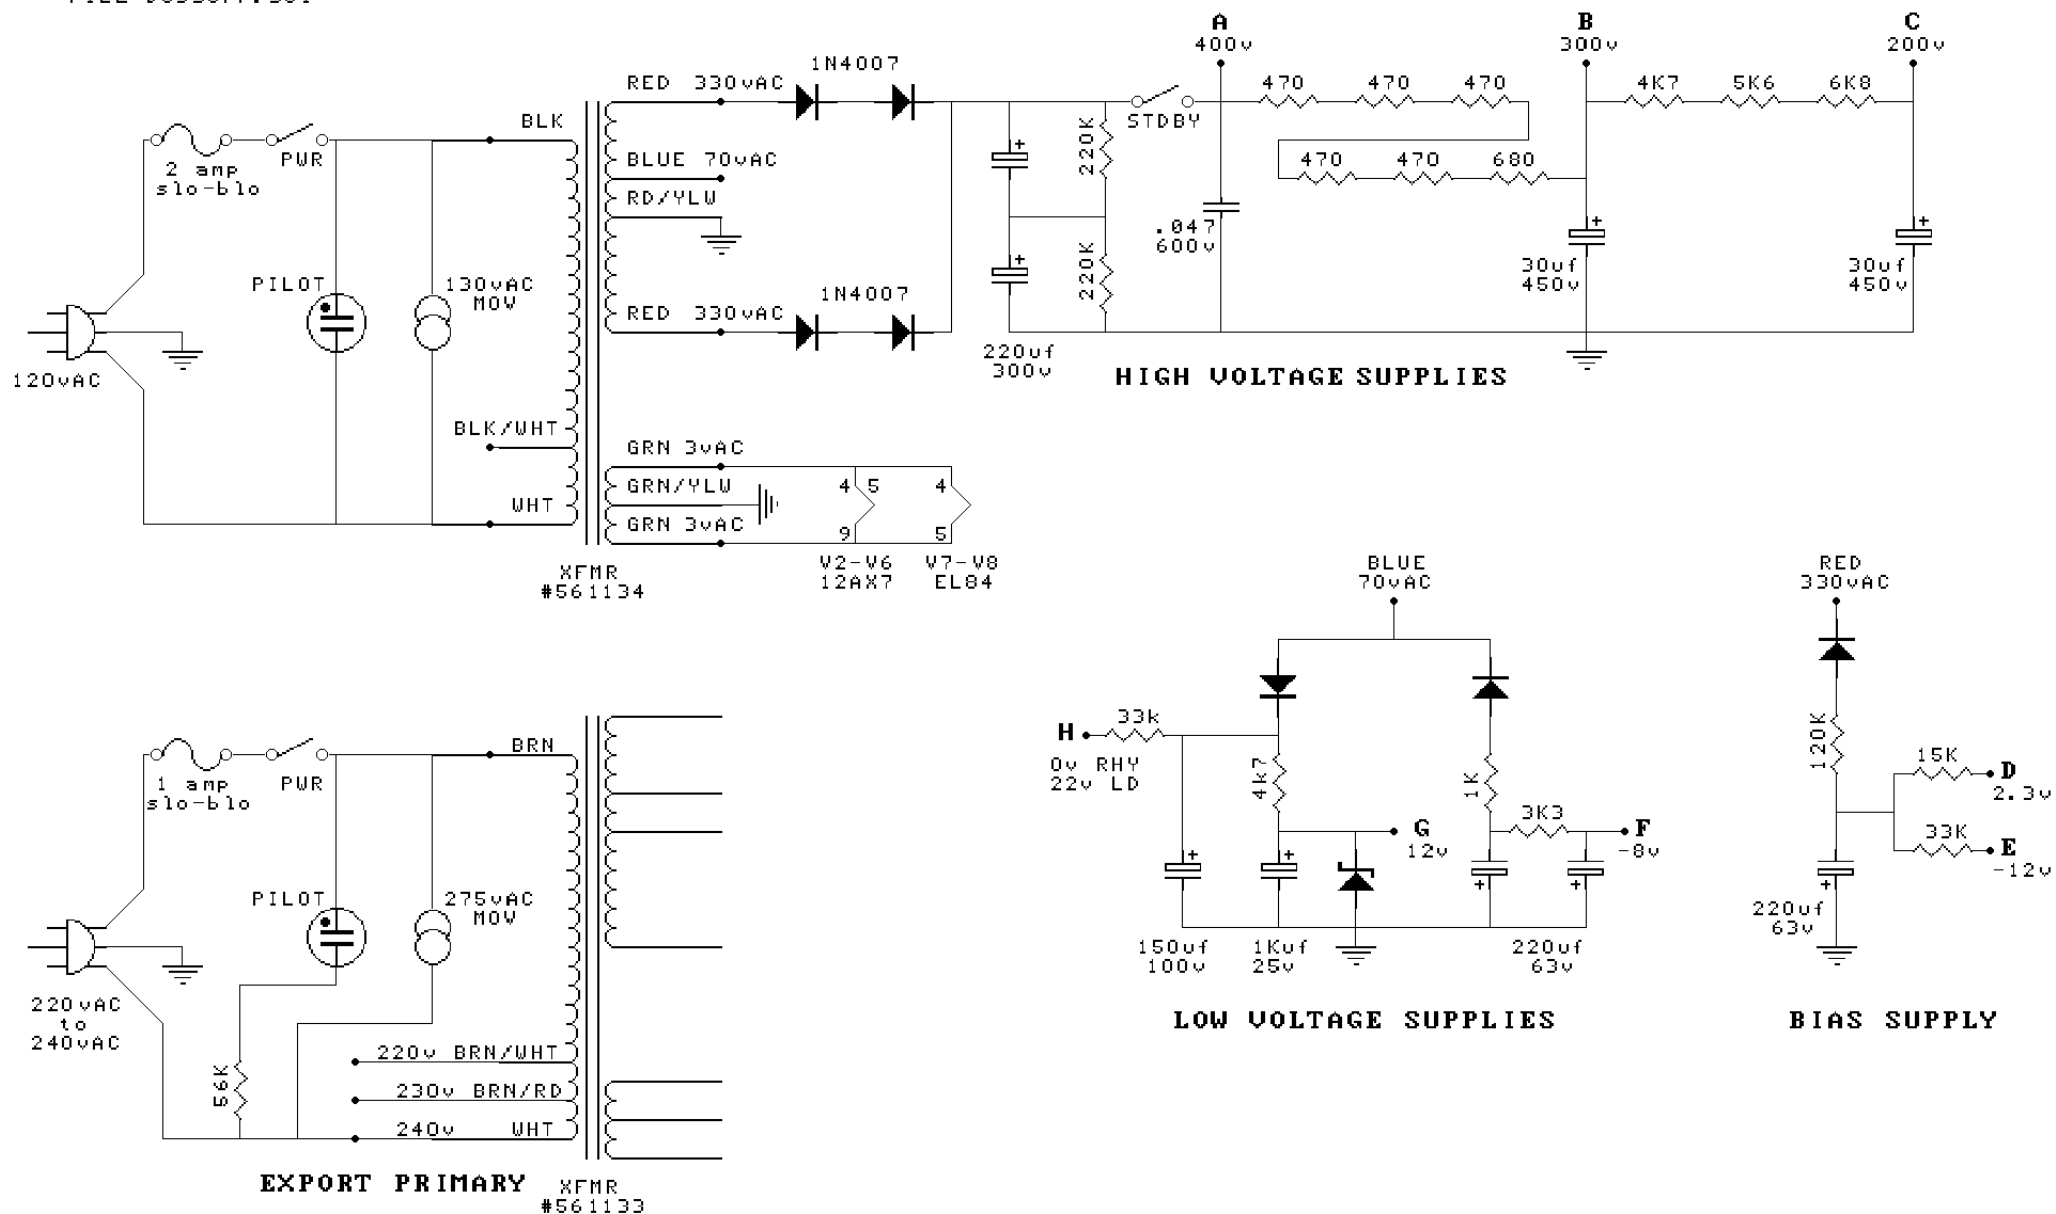 A
400v
B
300v
C
200v
1N4007
RED 330vAC
470
470
470
4K7
5K6
6K8
BLK
STDBY
220K
PWR
2 amp
slo-blo
BLUE 70vAC
470
470
680
RD/YLW
.047
600v
220K
30uf
450v
30uf
450v
PILOT
130vAC
MOV
1N4007
RED 330vAC
120vAC
220uf
300v
HIGH VOLTAGE SUPPLIES
BLK/WHT
GRN 3vAC
GRN/YLW
4 5
4
WHT
GRN 3vAC
9
5
V2-V6
12AX7
V7-V8
EL84
XFMR
#561134
BLUE
70vAC
RED
330vAC
BRN
1 amp
slo-blo
PWR
H
33k
0v RHY
22v LD
4k7
1K
120K
15K
D
2.3v
G
12v
3K3
F
-8v
33K
E
-12v
PILOT
275vAC
MOV
220uf
63v
150uf
100v
1Kuf
25v
220uf
63v
220vAC
to
240vAC
LOW VOLTAGE SUPPLIES
BIAS SUPPLY
220v BRN/WHT
56K
230v BRN/RD
240v WHT
EXPORT PRIMARY
XFMR
#561133